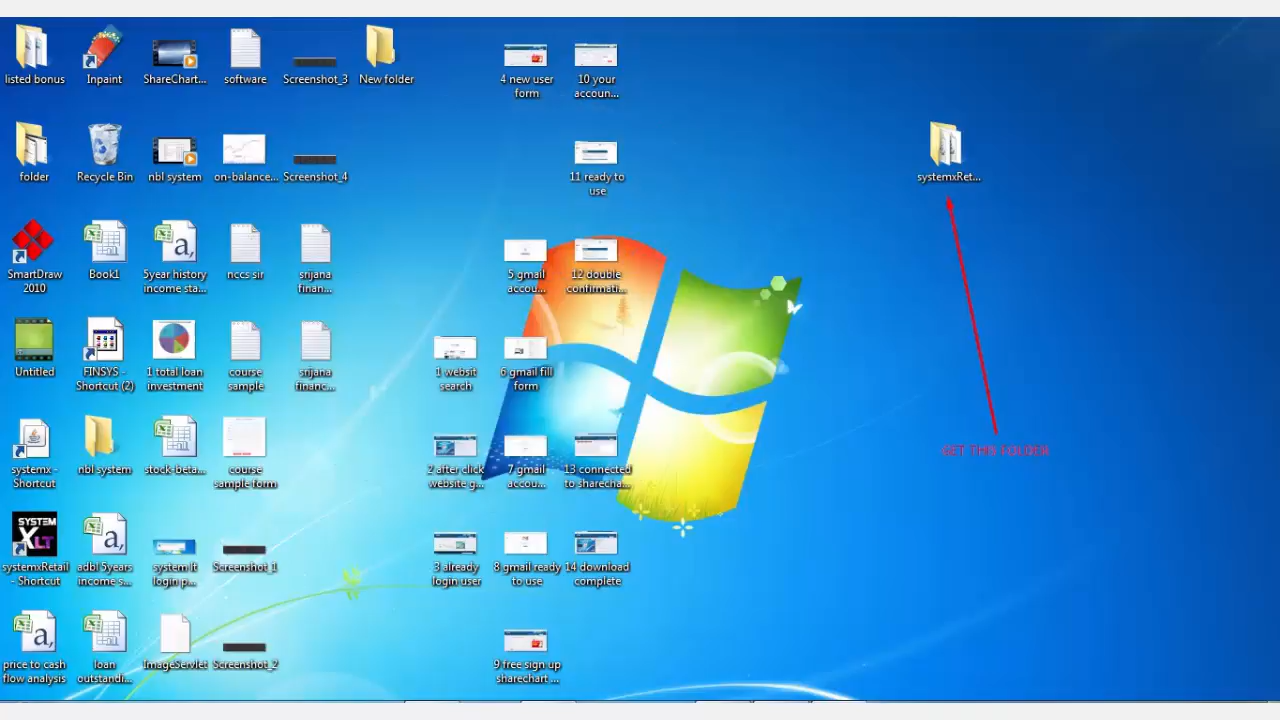 listed bonus
Inpaint
ShareChart...
software
Screenshot_3
New folder
4 new user
form
10 your
accoun...
folder
Recycle Bin
nbl system
on-balance...
Screenshot_4
11 ready to
use
systemxRet...
SmartDraw
2010
Book1
5year history
income sta...
nccs sir
srijana
finan...
5 gmail
accou...
12 double
confirmati...
Untitled
FINSYS -
Shortcut (2)
1 total loan
investment
course
sample
srijana
financ...
1 websit
search
6 gmail fill
form
GET THIS FOLDER
systemx -
Shortcut
nbl system
stock-beta...
course
sample form
2 after click
website g...
7 gmail
accou...
13 connected
to sharecha...
SYSTEM
XLT
systemxRetail
- Shortcut
adbl 5years
income s...
system lt
login p...
Screenshot_1
3 already
login user
8 gmail ready
to use
14 download
complete
price to cash
flow analysis
loan
outstandi...
ImageServlet
Screenshot_2
9 free sign up
sharechart ...